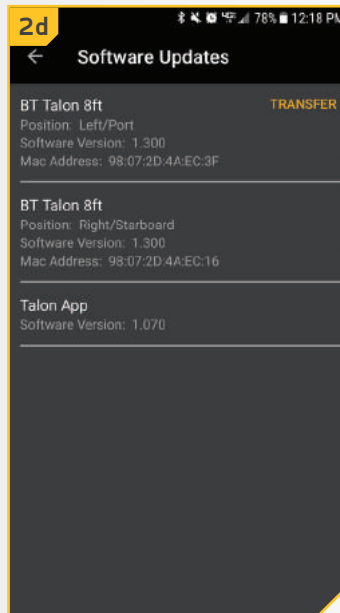 2d
78% 12:18 PM
Software Updates
BT Talon 8ft TRANSFER
Position: Left/Port
Software Version: 1.300
Mac Address: 98:07:2D:4A:EC:3F
BT Talon 8ft
Position: Right/Starboard
Software Version: 1.300
Mac Address: 98:07:2D:4A:EC:16
Talon App
Software Version: 1.070